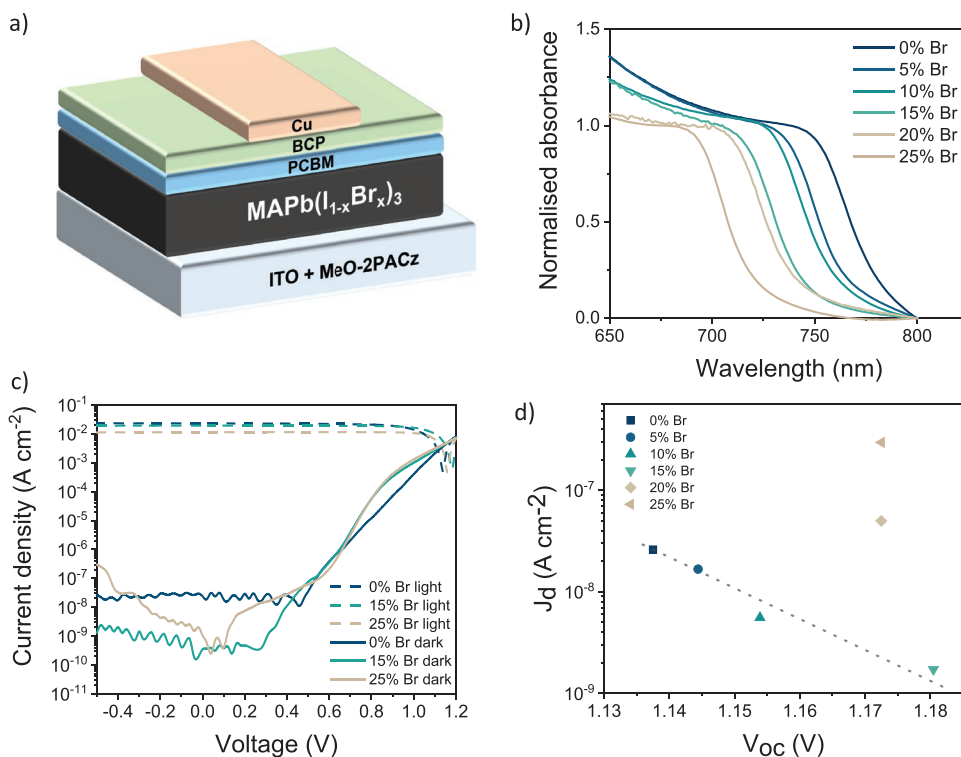 a)
Cu
BCP
PCBM
MAPb(I1-xBrx)3
ITO + MeO-2PACz
b)
Normalised absorbance
1.5
1.0
0.5
0.0
650
700
750
800
Wavelength (nm)
0% Br
5% Br
10% Br
15% Br
20% Br
25% Br
c)
Current density (A cm-2)
10-1
10-2
10-3
10-4
10-5
10-6
10-7
10-8
10-9
10-10
10-11
-0.4
-0.2
0.0
0.2
0.4
0.6
0.8
1.0
1.2
Voltage (V)
0% Br light
15% Br light
25% Br light
0% Br dark
15% Br dark
25% Br dark
d)
Jd (A cm-2)
10-7
10-8
10-9
1.13
1.14
1.15
1.16
1.17
1.18
VOC (V)
0% Br
5% Br
10% Br
15% Br
20% Br
25% Br